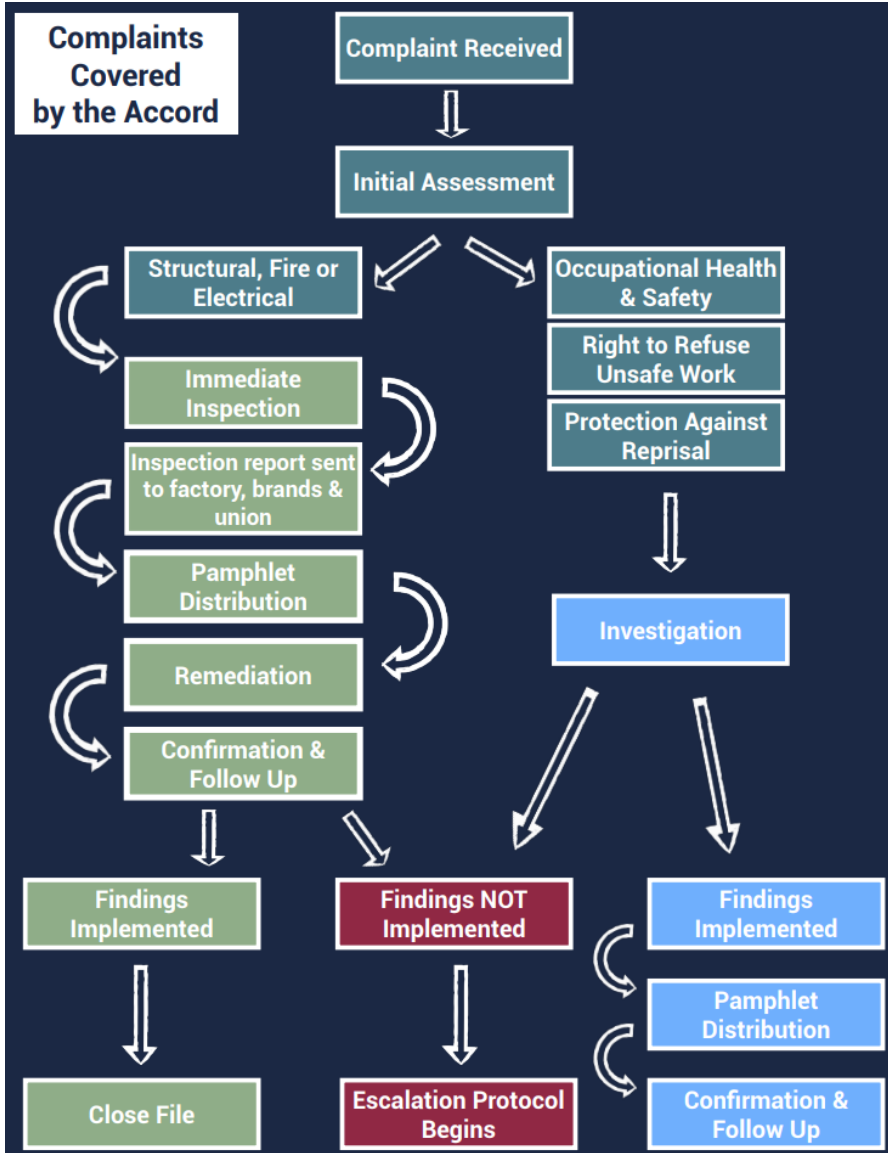 Complaints
Covered
by the Accord
Complaint Received
Initial Assessment
Structural, Fire or
Electrical
Immediate
Inspection
Inspection report sent
to factory, brands &
union
Pamphlet
Distribution
Remediation
Confirmation &
Follow Up
Occupational Health
& Safety
Right to Refuse
Unsafe Work
Protection Against
Reprisal
Investigation
Findings
Implemented
Findings NOT
Implemented
Findings
Implemented
Pamphlet
Distribution
Close File
Escalation Protocol
Begins
Confirmation &
Follow Up